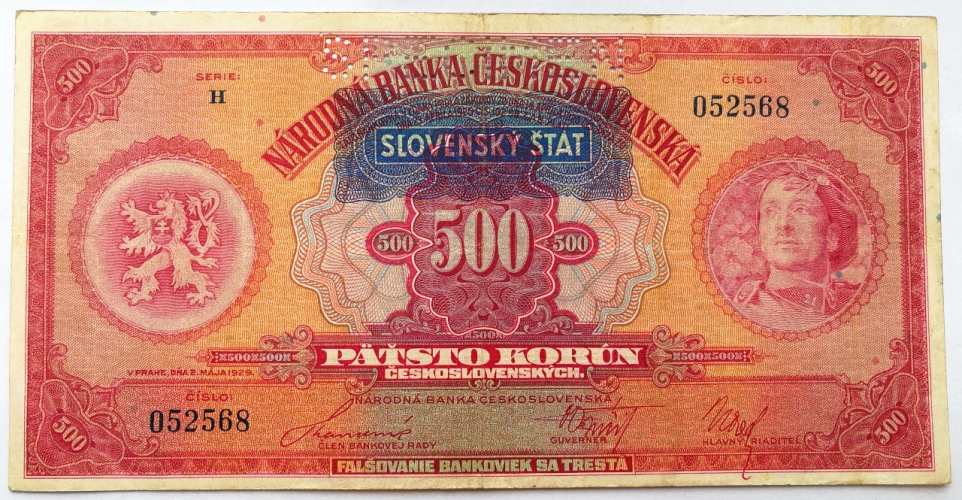 500
500
SERIE:
ČÍSLO:
H
052568
NÁRODNÁ BANKA ČESKOSLOVENSKÁ
SLOVENSKÝ ŠTÁT
500
500
500
500
X500X500X
PÄŤSTO KORÚN
X500X500X
V PRAHE, DŇA 2. MÁJA 1929.
ČESKOSLOVENSKÝCH.
ČÍSLO:
NÁRODNÁ BANKA ČESKOSLOVENSKÁ
052568
ČLEN BANKOVEJ RADY
GUVERNER
HLAVNÝ RIADITEĽ
500
500
FALŠOVANIE BANKOVIEK SA TRESTÁ